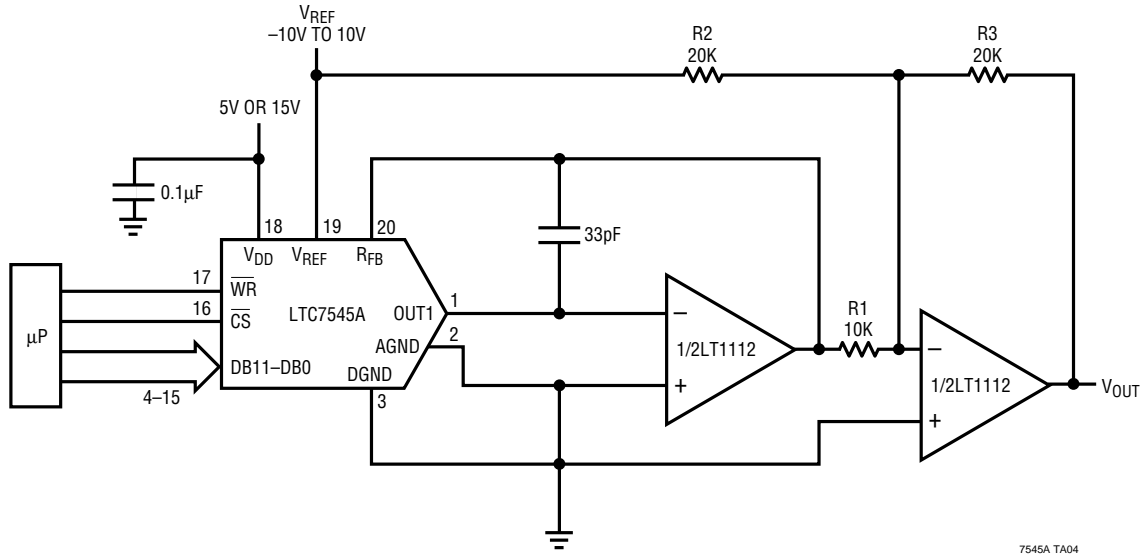 VREF
–10V TO 10V
R2
20K
R3
20K
5V OR 15V
0.1µF
18
19
20
VDD
VREF
RFB
33pF
17
WR
16
CS
LTC7545A
OUT1
1
AGND
2
µP
DB11–DB0
DGND
4–15
3
–
+
1/2LT1112
R1
10K
–
+
1/2LT1112
VOUT
7545A TA04